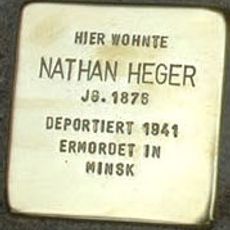 HIER WOHNTE
NATHAN HEGER
JG. 1876
DEPORTIERT 1941
ERMORDET IN
MINSK